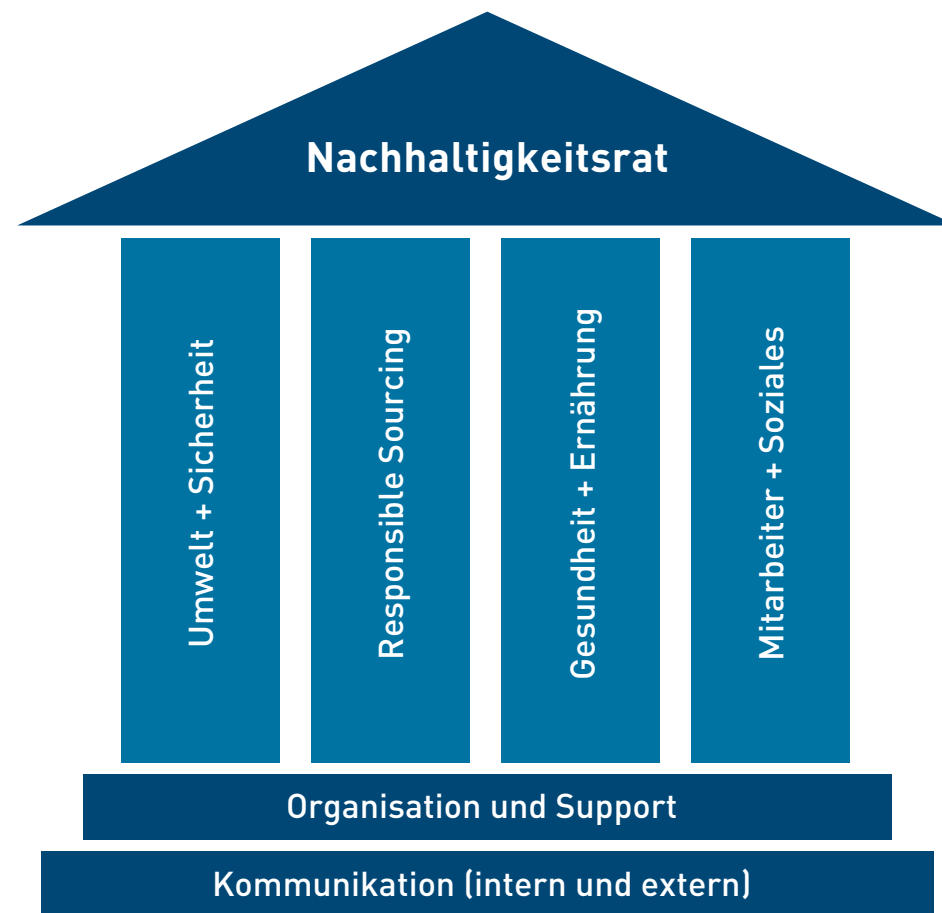 Nachhaltigkeitsrat
Umwelt + Sicherheit
Responsible Sourcing
Gesundheit + Ernährung
Mitarbeiter + Soziales
Organisation und Support
Kommunikation (intern und extern)